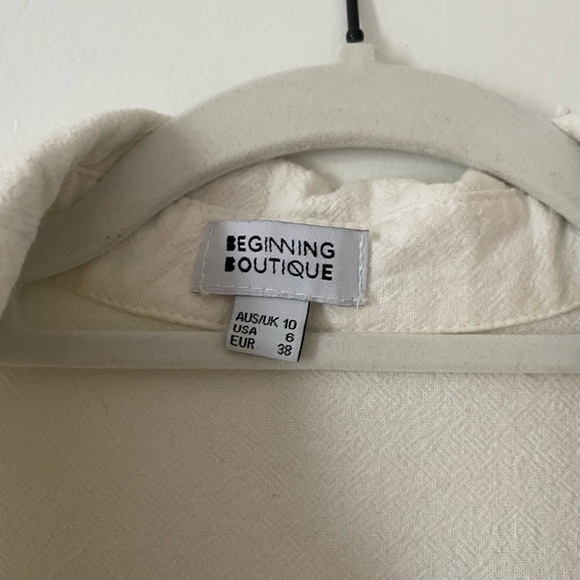 BEGINNING
BOUTIQUE
AUS/UK 10
USA 6
EUR 38